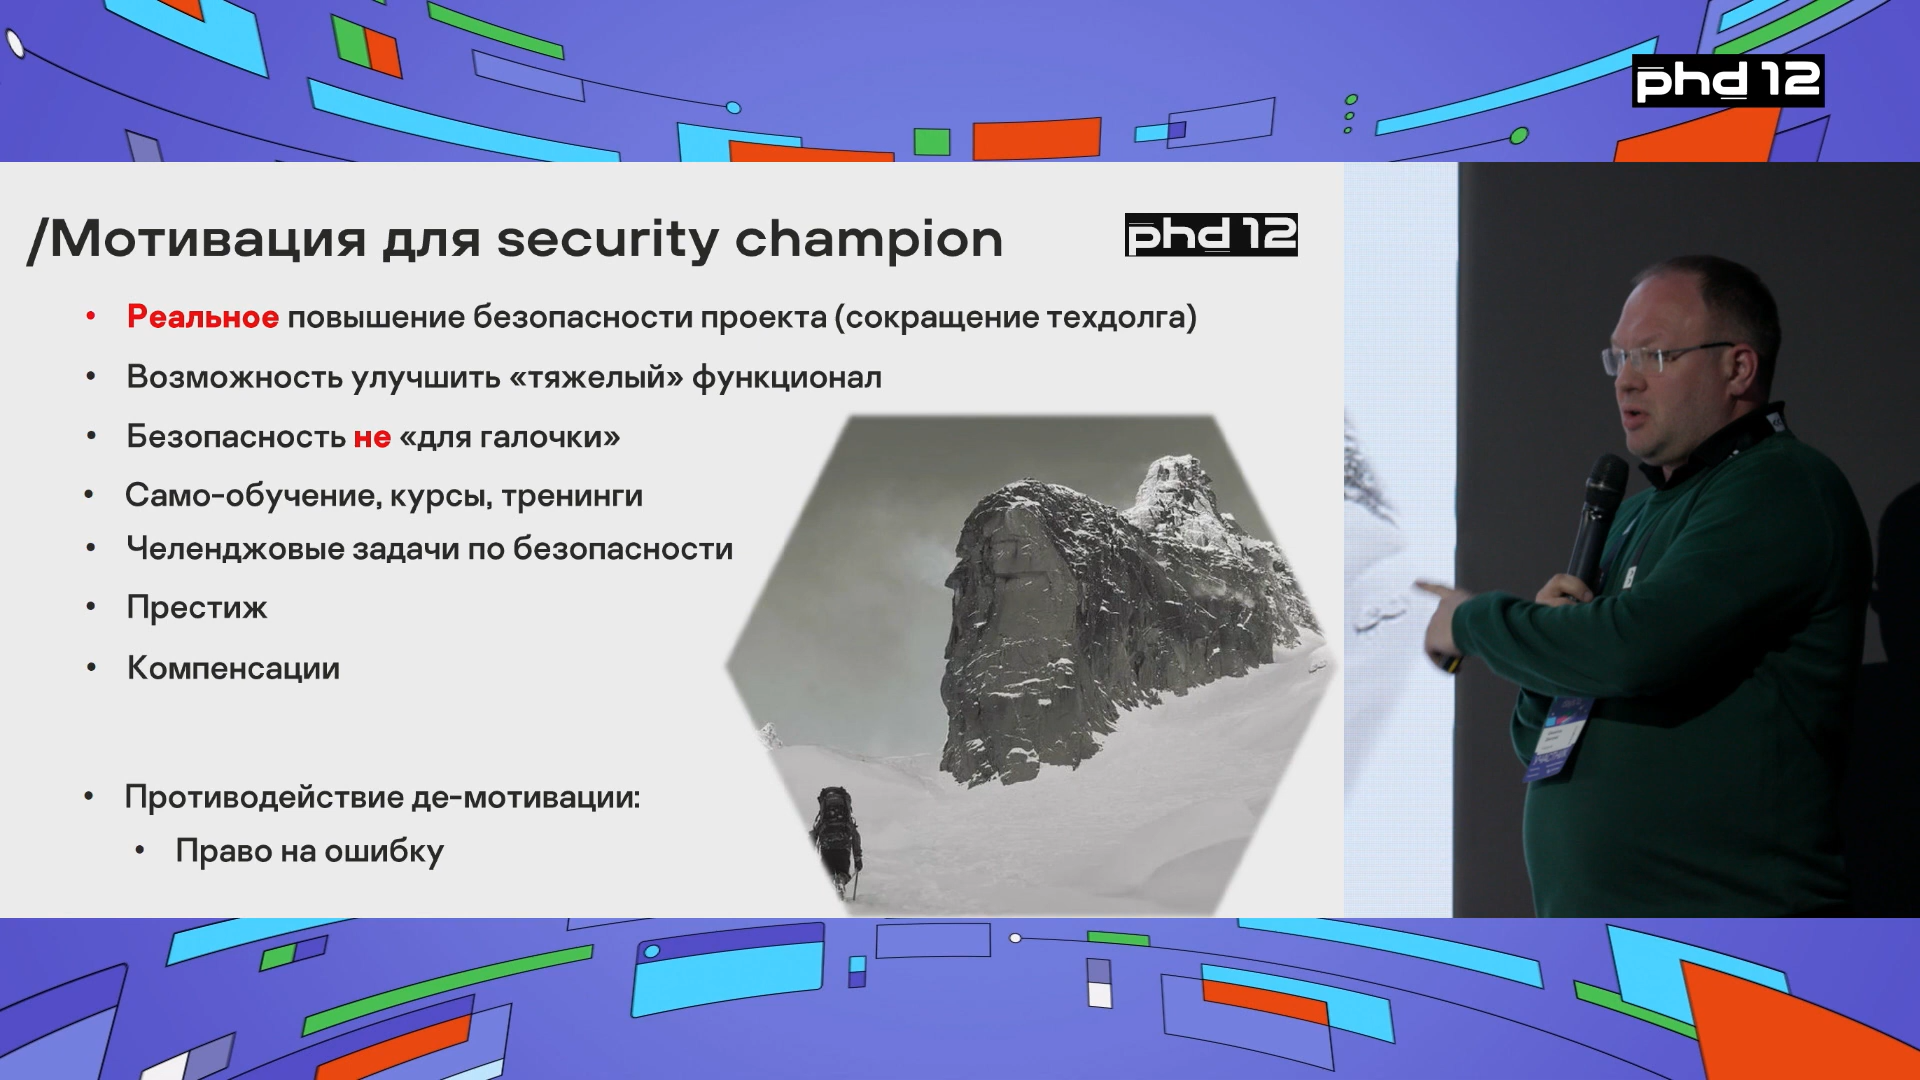 phd 12
/Мотивация для security champion
phd 12
• Реальное повышение безопасности проекта (сокращение техдолга)
• Возможность улучшить «тяжелый» функционал
• Безопасность не «для галочки»
• Само-обучение, курсы, тренинги
• Челенджовые задачи по безопасности
• Престиж
• Компенсации
• Противодействие де-мотивации:
• Право на ошибку